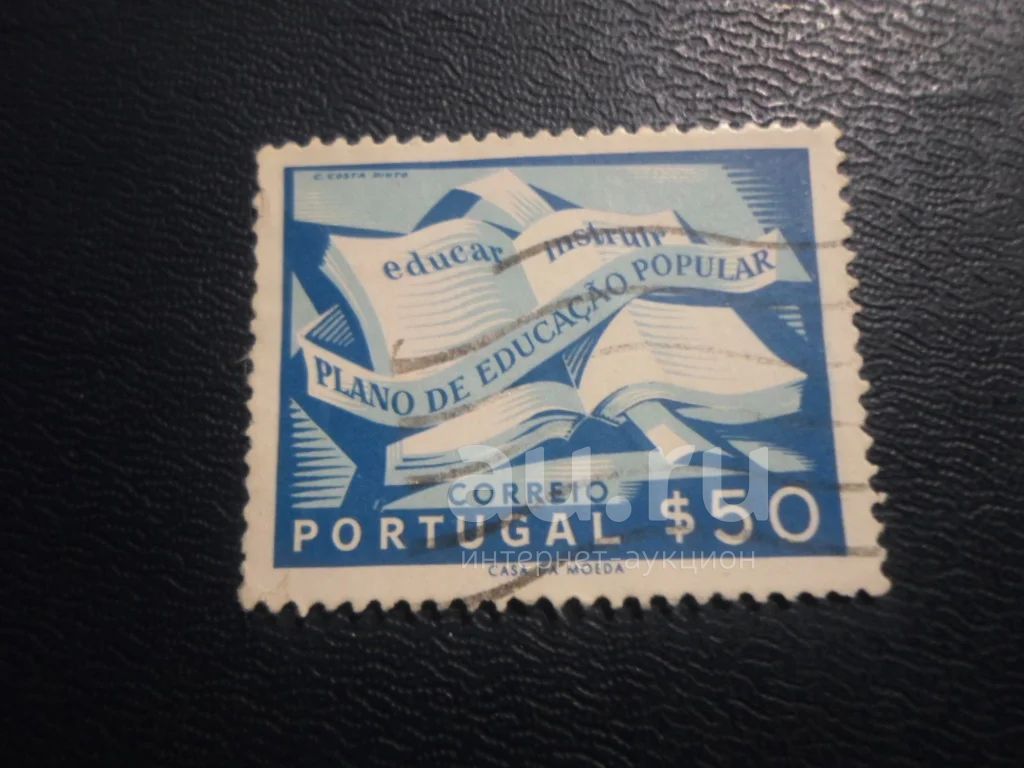 C. COSTA PINTO
educar instruir
PLANO DE EDUCAÇÃO POPULAR
CORREIO
PORTUGAL $50
CASA DA MOEDA
au.ru
интернет-аукцион